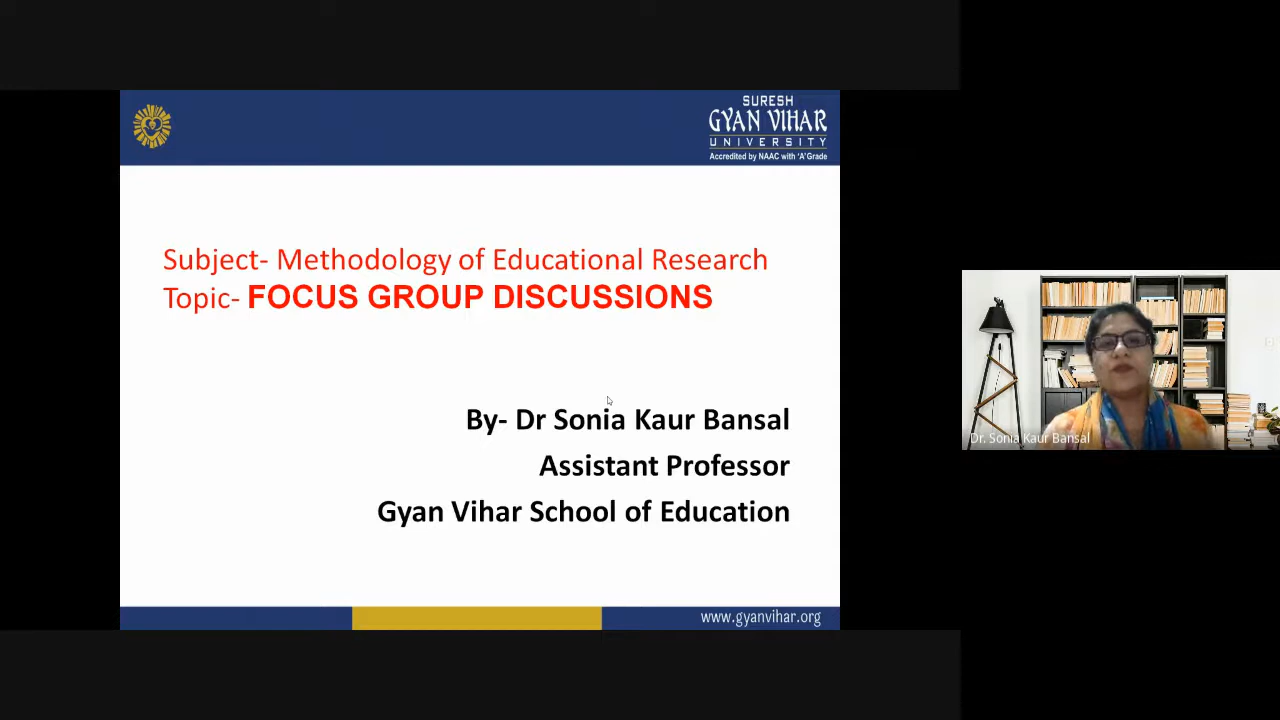 SURESH
GYAN VIHAR
UNIVERSITY
Accredited by NAAC with 'A' Grade
Subject- Methodology of Educational Research
Topic- FOCUS GROUP DISCUSSIONS
By- Dr Sonia Kaur Bansal
Assistant Professor
Gyan Vihar School of Education
www.gyanvihar.org
Dr. Sonia Kaur Bansal